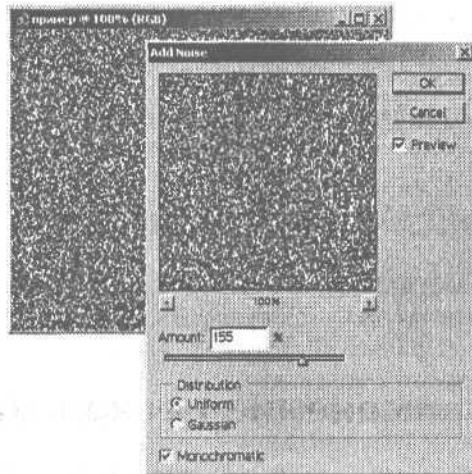 пример @ 100% (RGB)
Add Noise
OK
Cancel
Preview
100%
Amount: 155 %
Distribution
Uniform
Gaussian
Monochromatic